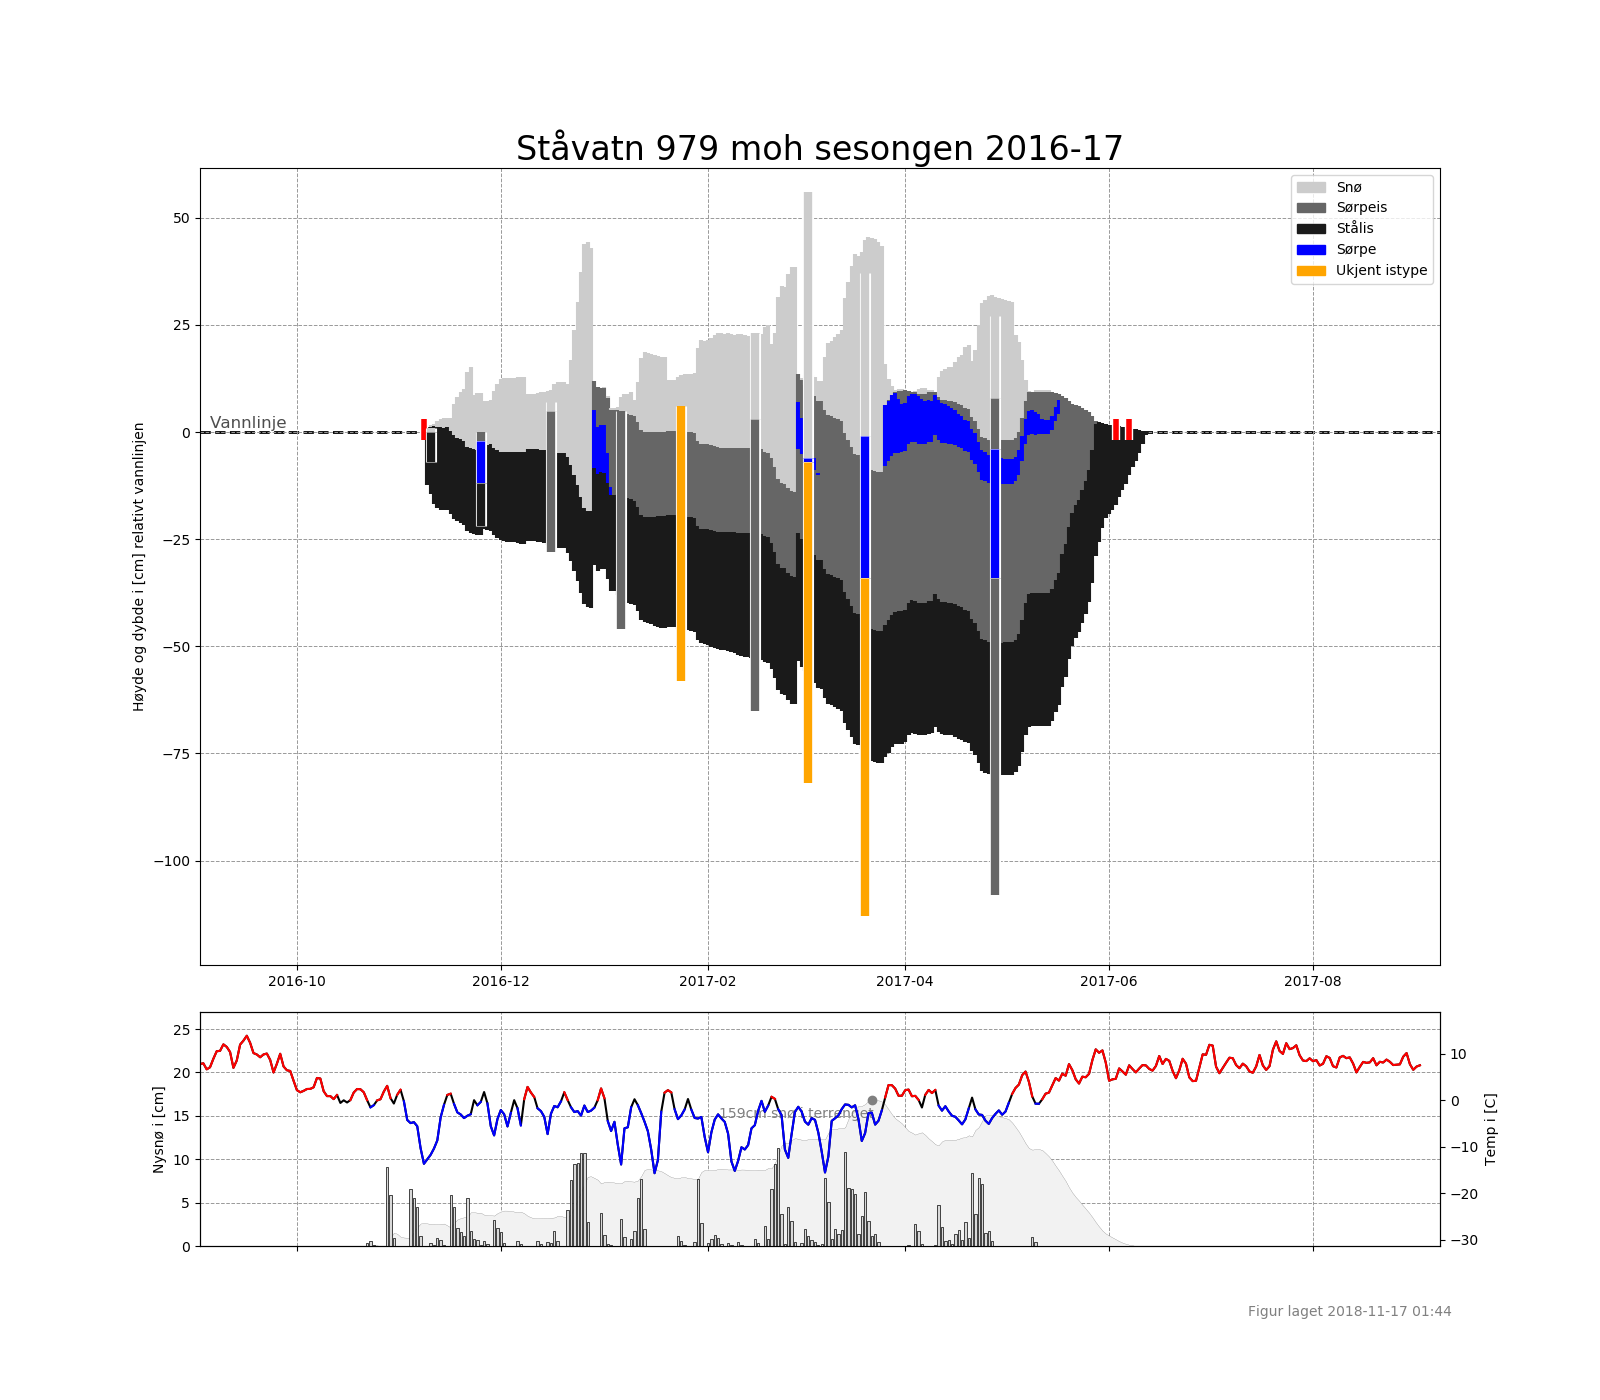 Ståvatn 979 moh sesongen 2016-17
Snø
Sørpeis
Stålis
Sørpe
Ukjent istype
Høyde og dybde i [cm] relativt vannlinjen
50
25
0
−25
−50
−75
−100
Vannlinje
2016-10 2016-12 2017-02 2017-04 2017-06 2017-08
Nysnø i [cm]
25
20
15
10
5
0
159cm snø i terrenget
10
0
−10
−20
−30
Temp i [C]
Figur laget 2018-11-17 01:44